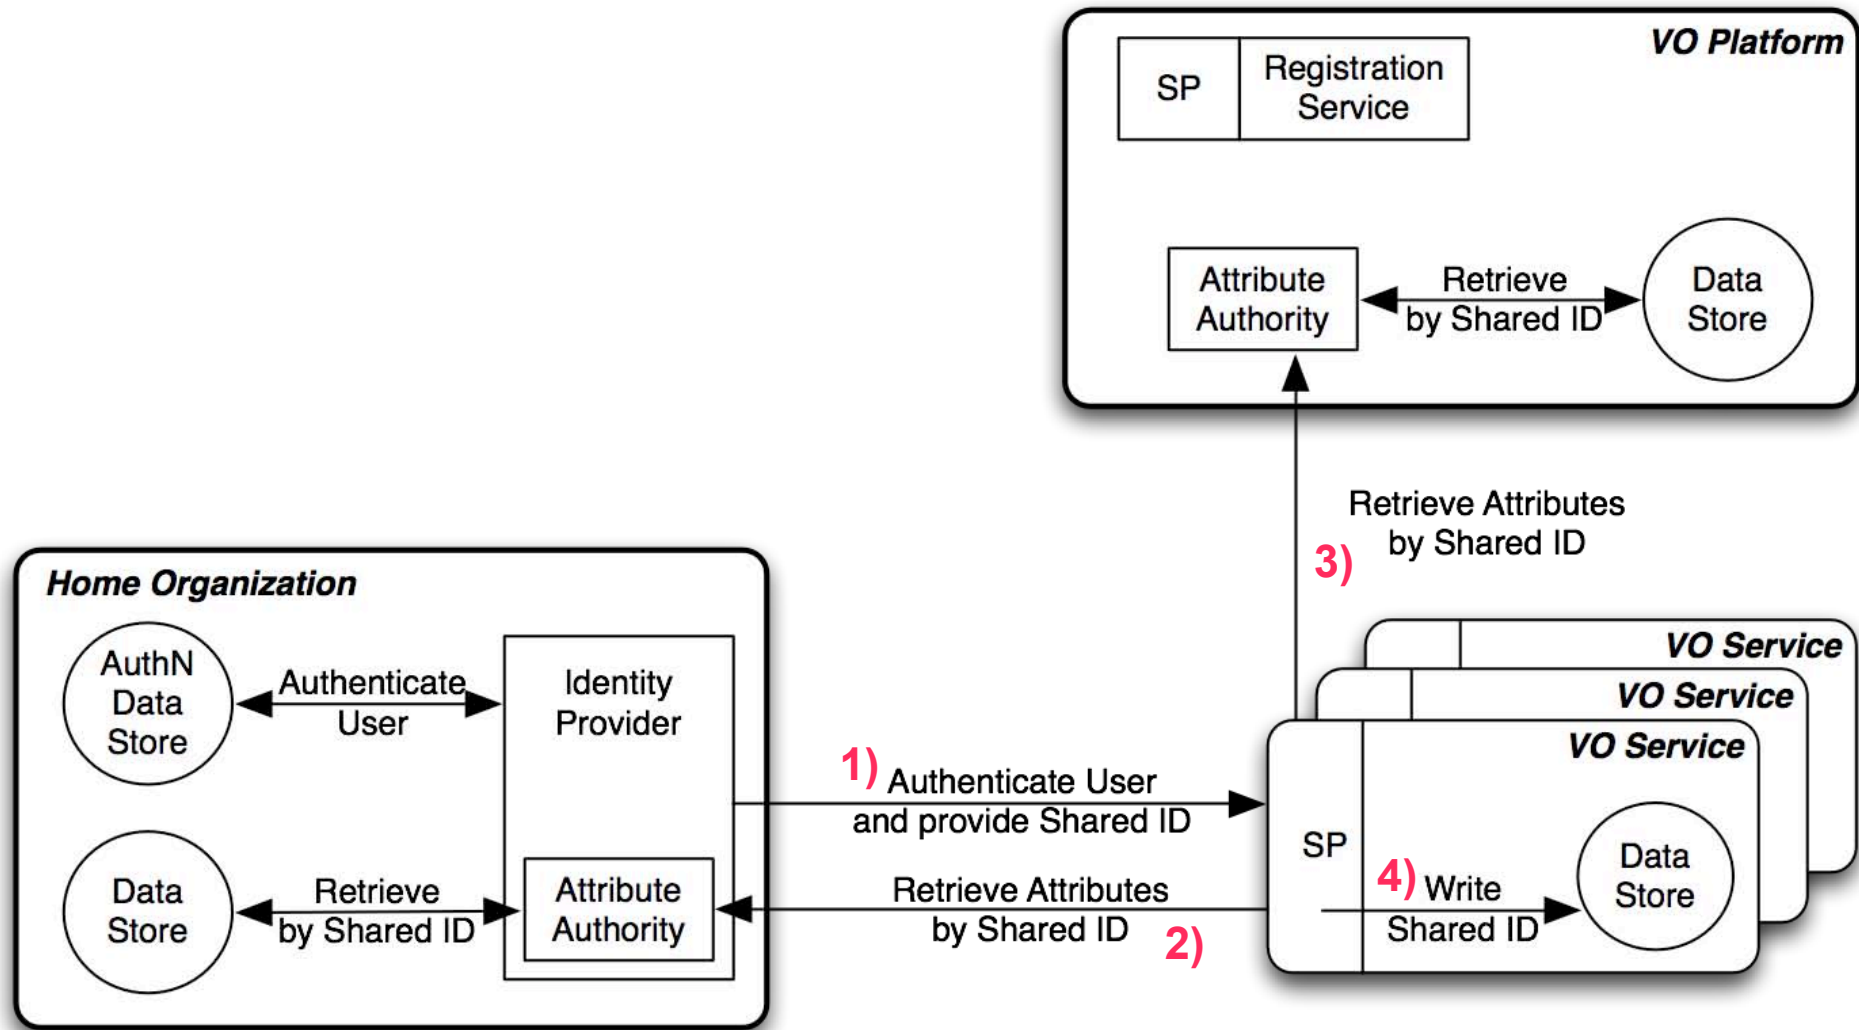 VO Platform
SP
Registration
Service
Attribute
Authority
Retrieve
by Shared ID
Data
Store
Retrieve Attributes
by Shared ID
3)
Home Organization
AuthN
Data
Store
Authenticate
User
Identity
Provider
Data
Store
Retrieve
by Shared ID
Attribute
Authority
1)
Authenticate User
and provide Shared ID
Retrieve Attributes
by Shared ID
2)
VO Service
VO Service
VO Service
SP
4) Write
Shared ID
Data
Store